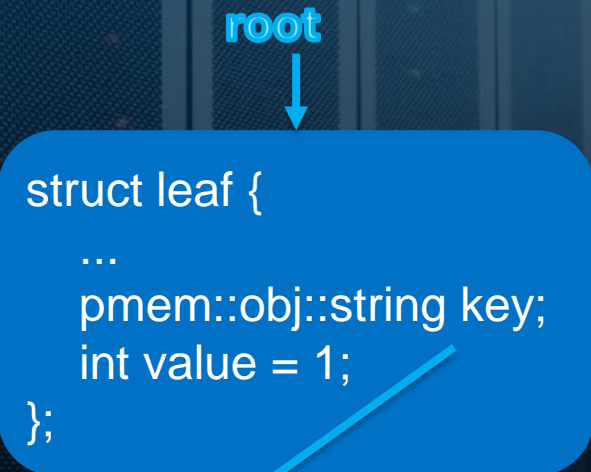 root
struct leaf {
...
pmem::obj::string key;
int value = 1;
};